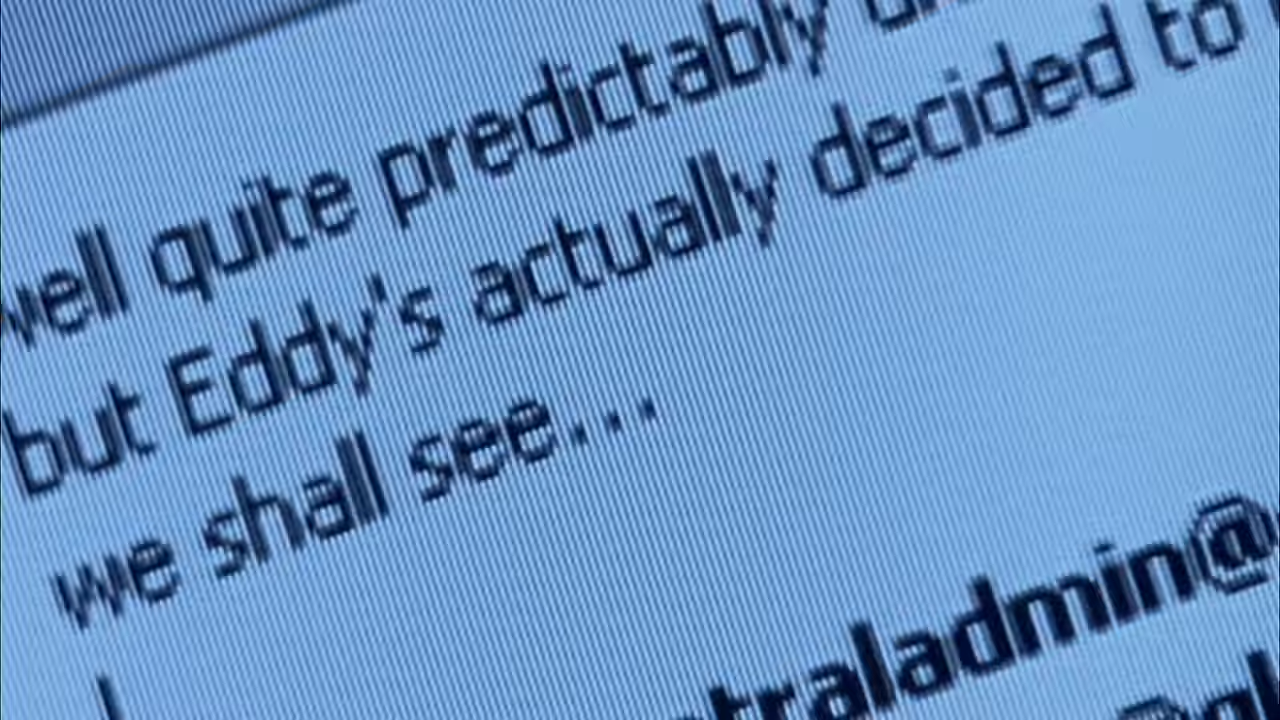 well quite predictably
but Eddy's actually decided to
we shall see...
traladmin@